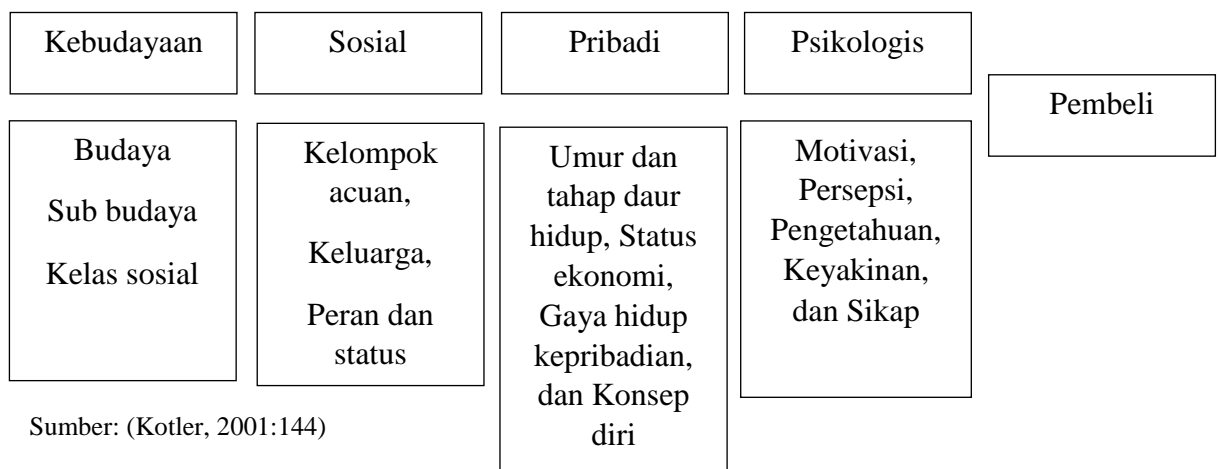 Kebudayaan
Sosial
Pribadi
Psikologis
Pembeli
Budaya
Sub budaya
Kelas sosial
Kelompok
acuan,
Keluarga,
Peran dan
status
Umur dan
tahap daur
hidup, Status
ekonomi,
Gaya hidup
kepribadian,
dan Konsep
diri
Motivasi,
Persepsi,
Pengetahuan,
Keyakinan,
dan Sikap
Sumber: (Kotler, 2001:144)